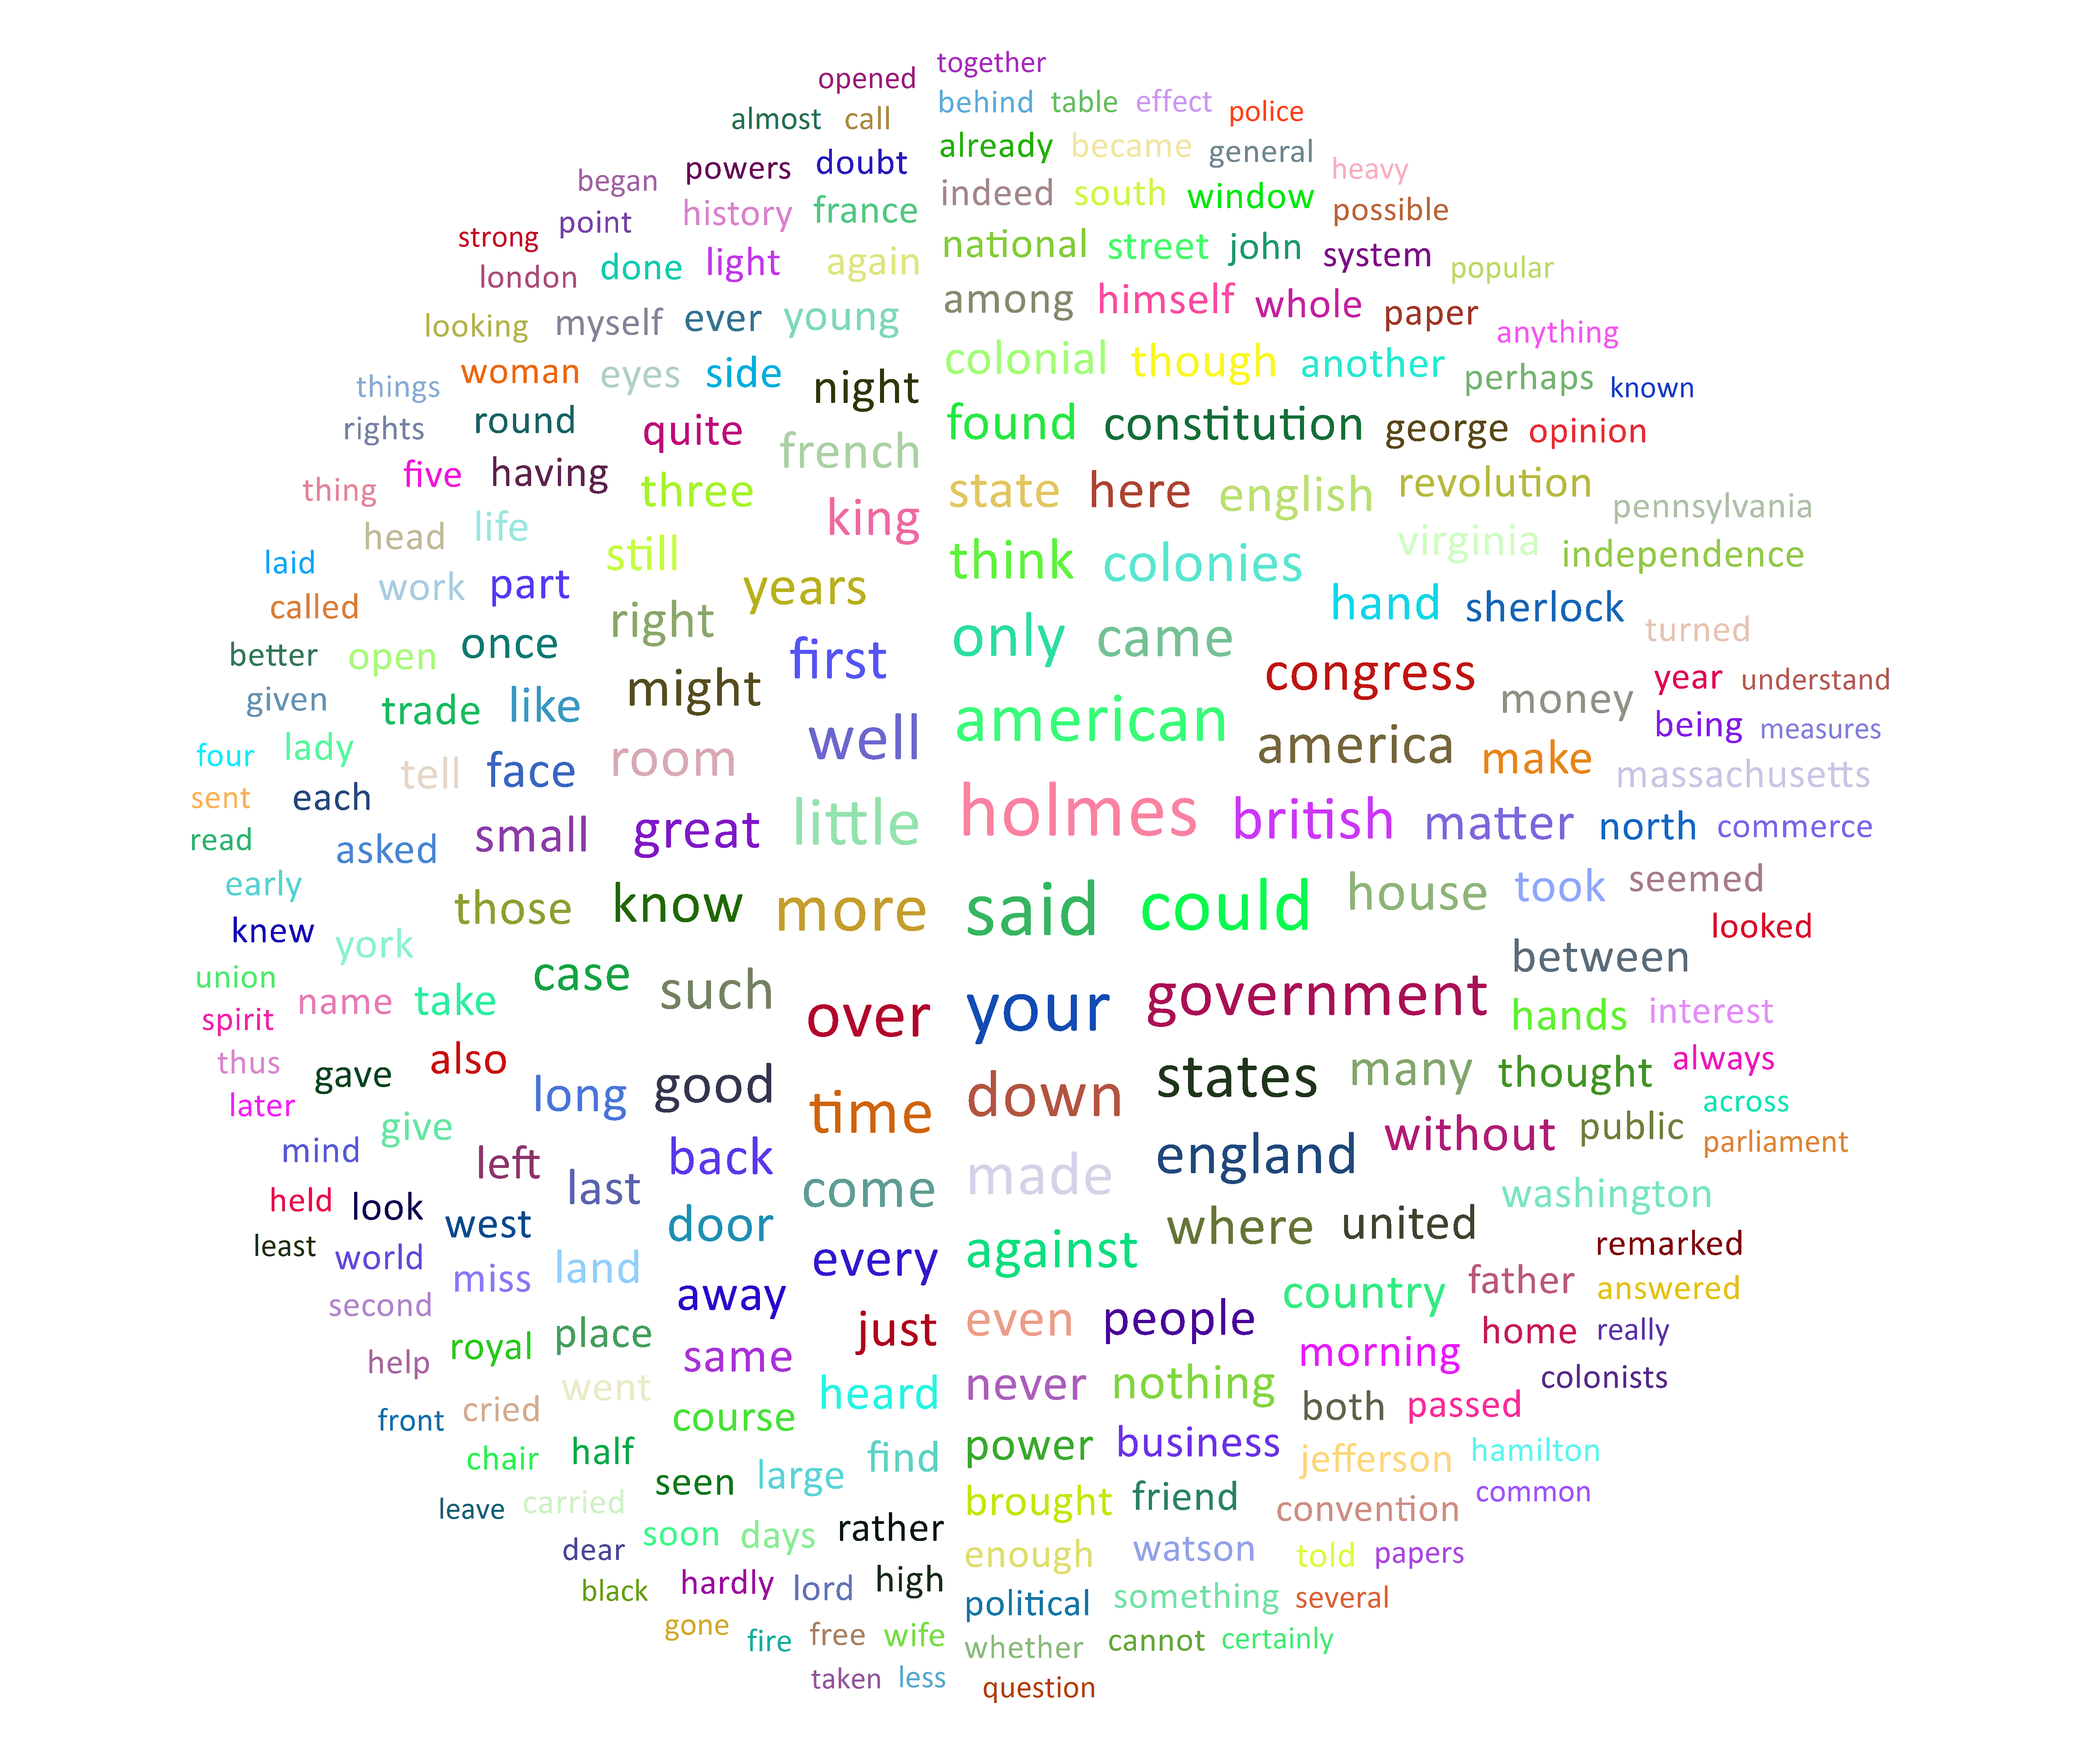 together
opened
behind table effect police
almost call
already became general
powers doubt
heavy
began
indeed south window possible
point history france
strong
national street john system popular
london done light again
among himself whole paper anything
looking myself ever young
colonial though another perhaps known
things woman eyes side night
found constitution george opinion
rights round quite french
thing five having three king
state here english revolution pennsylvania
head life still
think colonies virginia independence
laid work part years
called right
hand sherlock
only came turned
better open once first
congress money year understand
given trade like might well
american being measures
four lady tell face room
america make massachusetts
sent each
holmes british matter north commerce
read asked small great little
early
those know more said could house took seemed
knew york looked
between
union name take case such over your government hands interest
spirit
thus gave also long good time down states many thought always
later give across
without public parliament
mind left last back come made england
held look west door washington
where united
least world miss land away every against remarked
second country father answered
royal place same just even people home really
help morning
colonists
went heard never nothing both passed
front cried course
chair half seen large find power business jefferson hamilton
leave carried brought friend convention common
soon days rather
dear enough watson told papers
black hardly lord high political something several
gone fire free wife whether cannot certainly
taken less question